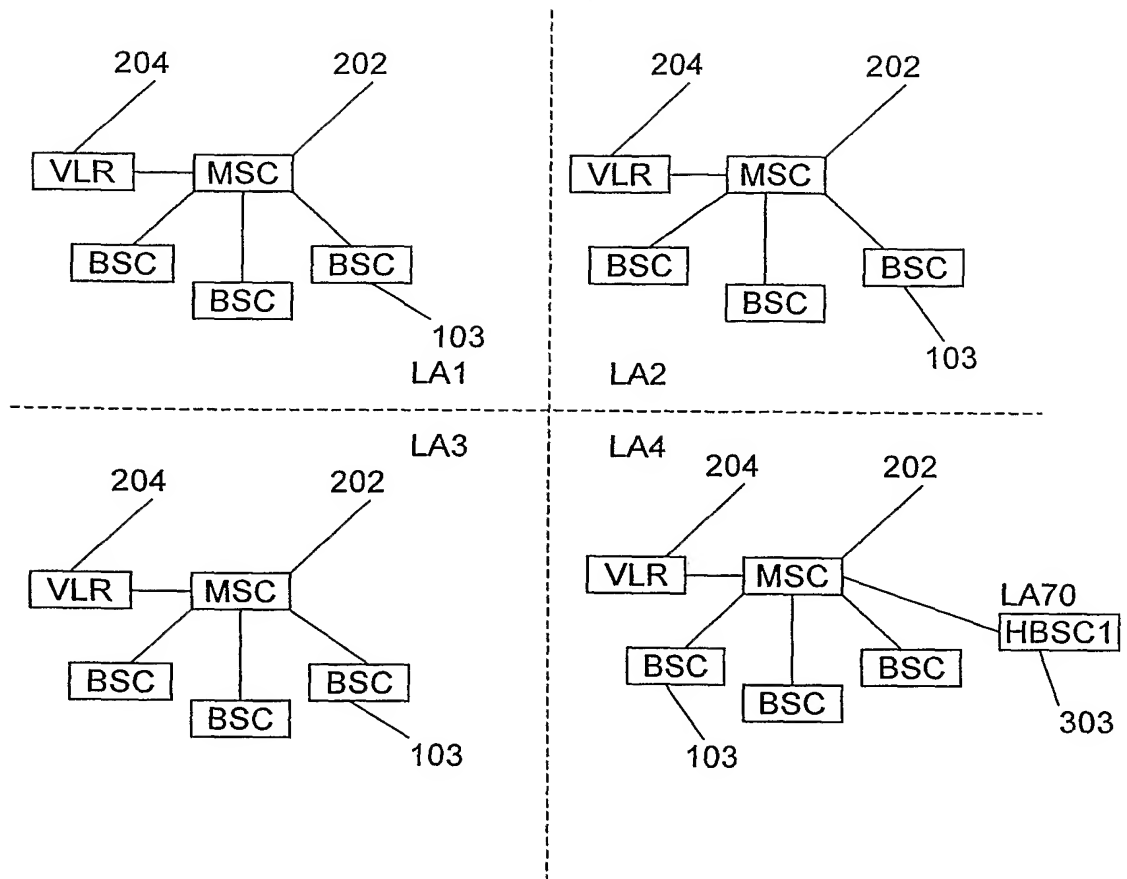 204 202
VLR MSC
BSC BSC
BSC
103
LA1
204 202
VLR MSC
BSC BSC
BSC
103
LA2
LA3
204 202
VLR MSC
BSC BSC
BSC
103
LA4
204 202
VLR MSC
LA70
HBSC1
BSC BSC
BSC
303
103